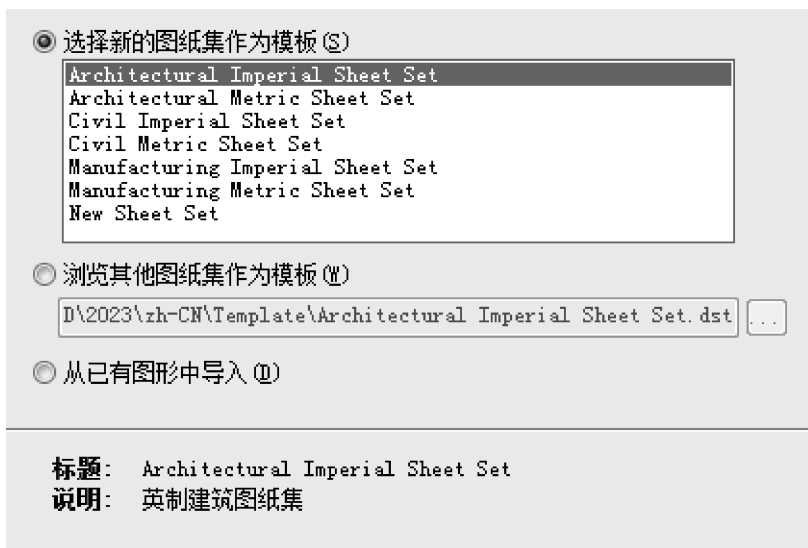 选择新的图纸集作为模板(S)
Architectural Imperial Sheet Set
Architectural Metric Sheet Set
Civil Imperial Sheet Set
Civil Metric Sheet Set
Manufacturing Imperial Sheet Set
Manufacturing Metric Sheet Set
New Sheet Set
浏览其他图纸集作为模板(W)
D\2023\zh-CN\Template\Architectural Imperial Sheet Set.dst ...
从已有图形中导入(D)
标题: Architectural Imperial Sheet Set
说明: 英制建筑图纸集